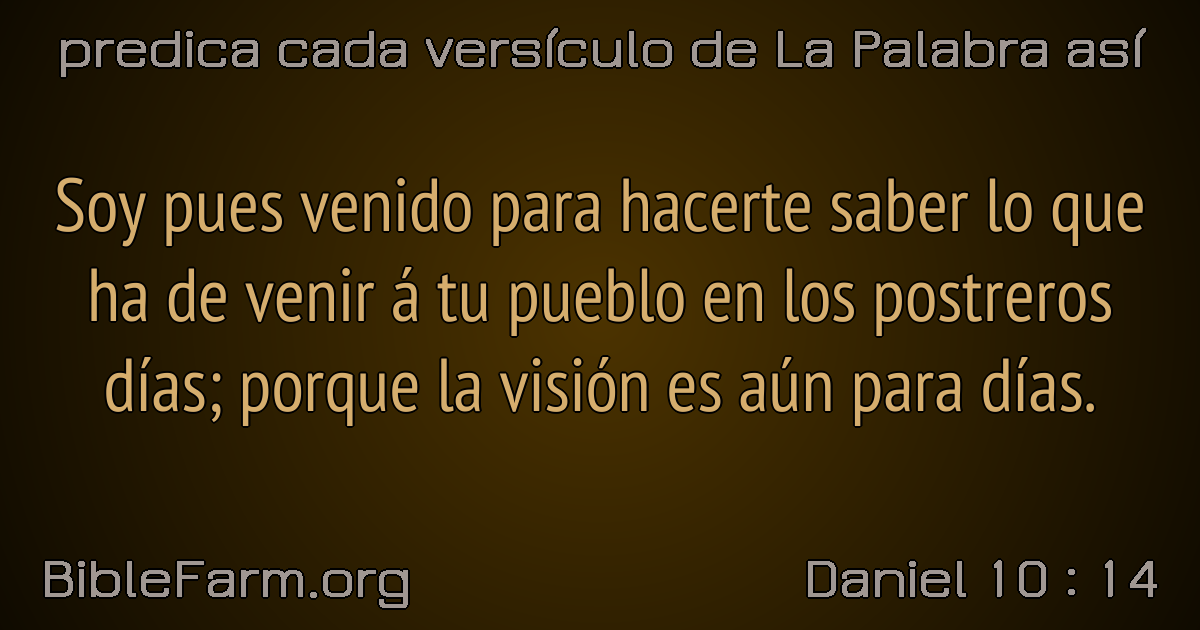 predica cada versículo de La Palabra así
Soy pues venido para hacerte saber lo que
ha de venir á tu pueblo en los postreros
días; porque la visión es aún para días.
BibleFarm.org
Daniel 10 : 14